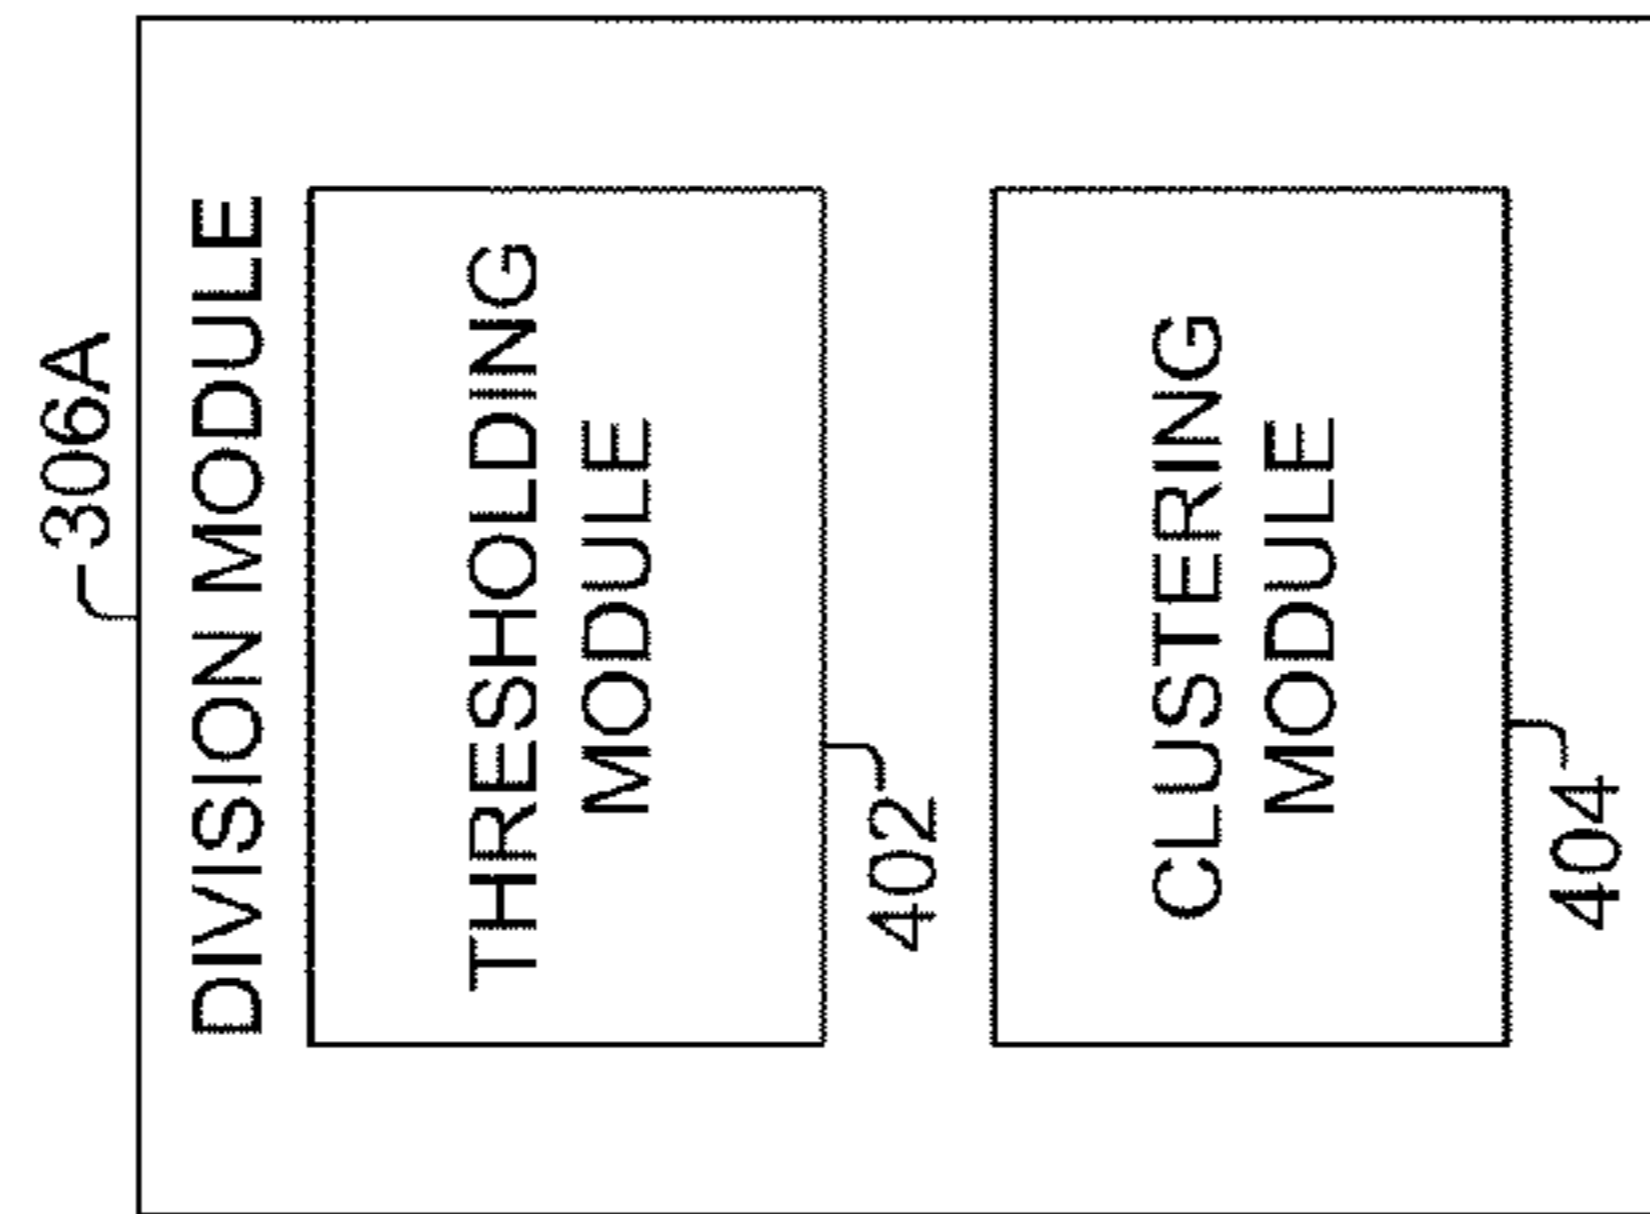 306A
DIVISION MODULE
THRESHOLDING
MODULE
402
CLUSTERING
MODULE
404